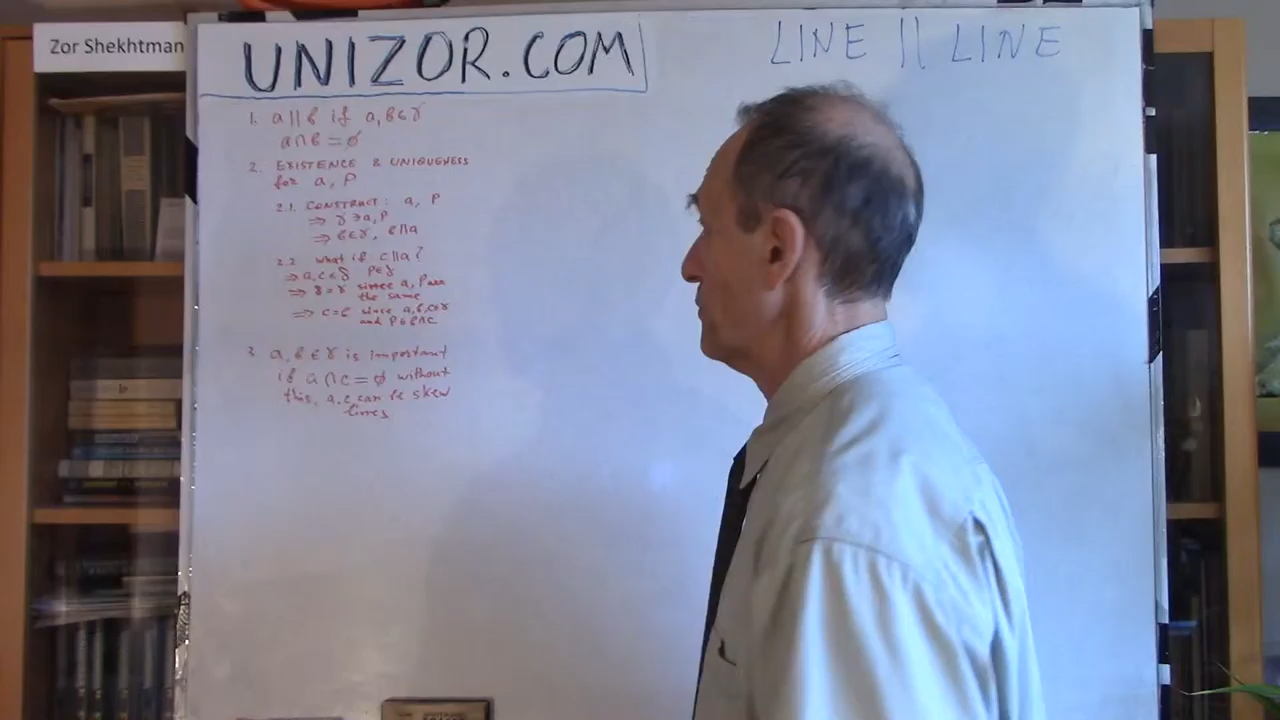 Zor Shekhtman
UNIZOR.COM
LINE || LINE
1. a||b if a, b∈γ
a∩b=∅
2. EXISTENCE & UNIQUENESS
for a, P
2.1. CONSTRUCT: a, P
⇒ γ∋a, P
⇒ b∈γ, b||a
2.2 What if c||a?
⇒ a, c∈δ P∈δ
⇒ δ=γ since a, P are
the same
⇒ c=b since a, b, c∈γ
and P∈b∩c
3. a, b∈γ is important
if a∩c=∅ without
this, a, c can be skew
lines